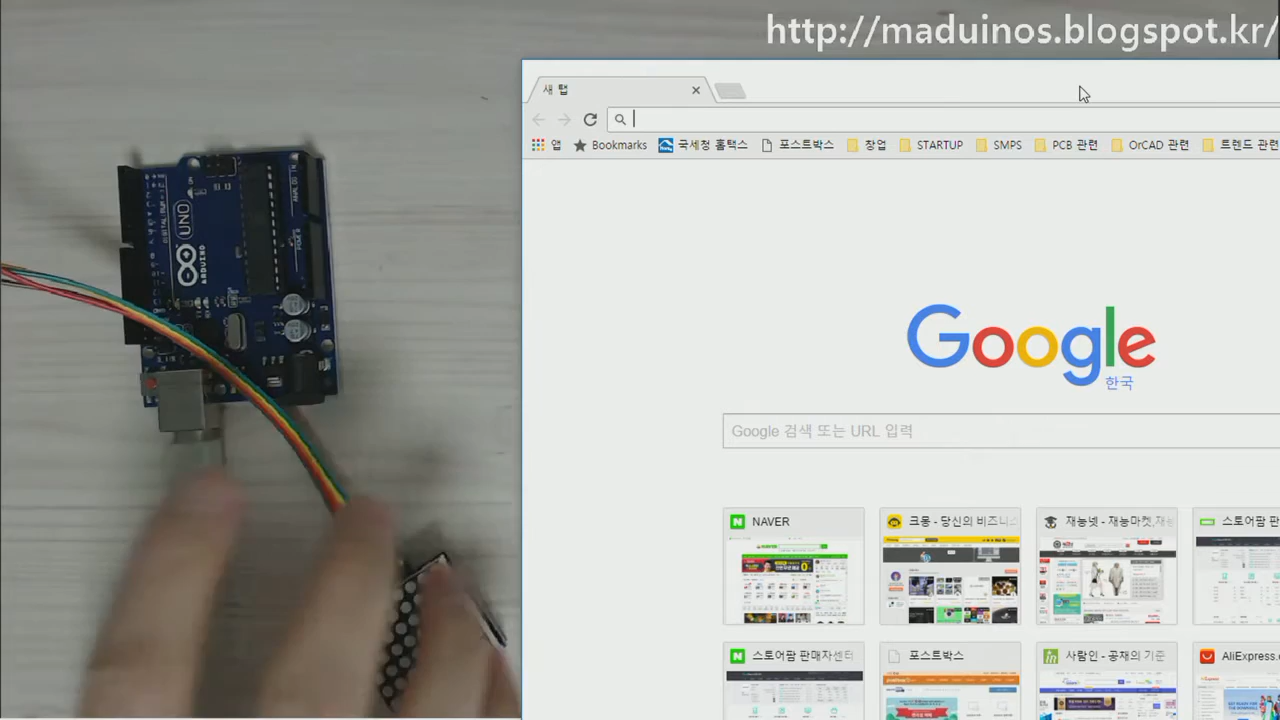 http://maduinos.blogspot.kr/
새 탭
앱 Bookmarks 국세청 홈택스 포스트박스 창업 STARTUP SMPS PCB 관련 OrCAD 관련 트렌드 관련
UNO
ARDUINO
ANALOG IN
POWER
Google
한국
Google 검색 또는 URL 입력
NAVER
크몽 - 당신의 비즈니스
재능넷 - 재능마켓,
스토어팜
스토어팜 판매자센터
포스트박스
사람인 - 공채의 기준
AliExpress.c